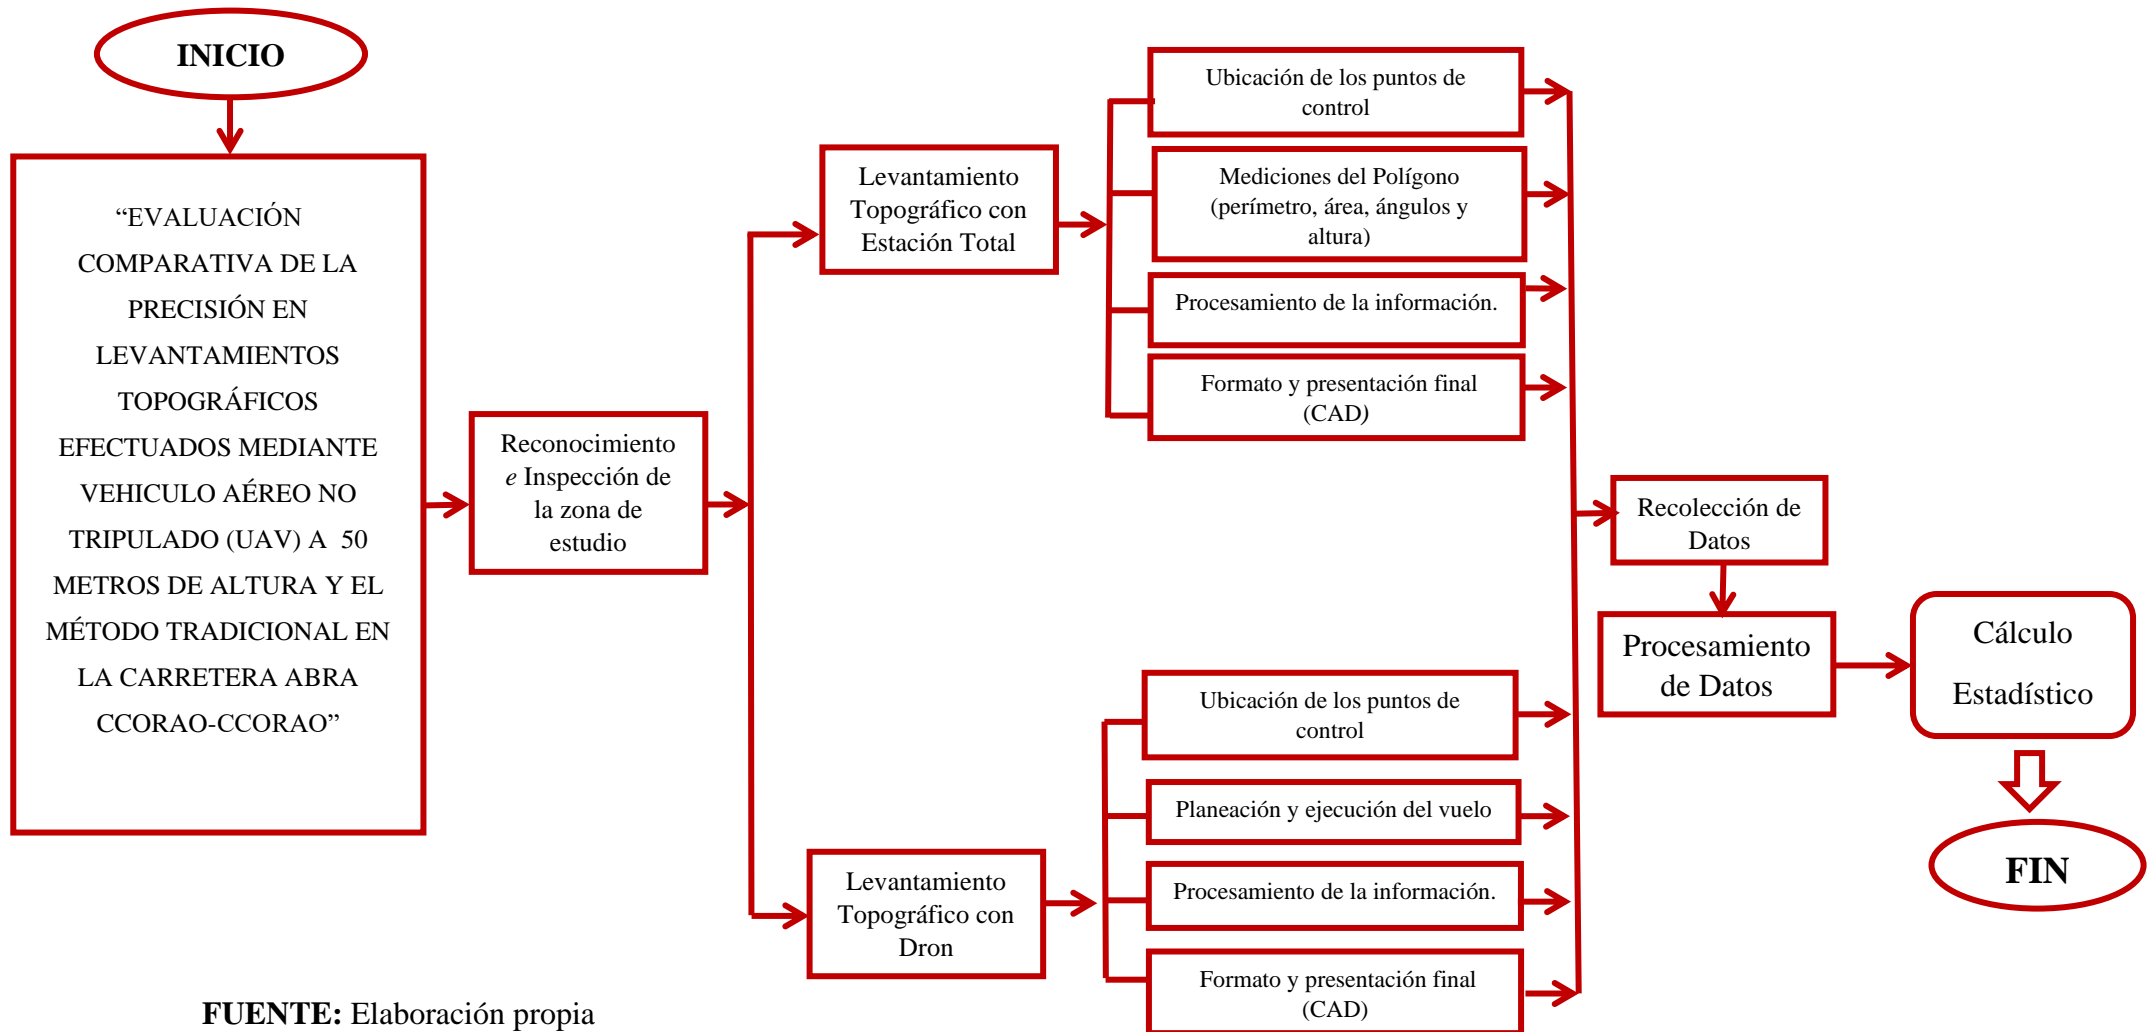 INICIO
“EVALUACIÓN
COMPARATIVA DE LA
PRECISIÓN EN
LEVANTAMIENTOS
TOPOGRÁFICOS
EFECTUADOS MEDIANTE
VEHICULO AÉREO NO
TRIPULADO (UAV) A 50
METROS DE ALTURA Y EL
MÉTODO TRADICIONAL EN
LA CARRETERA ABRA
CCORAO-CCORAO”
Reconocimiento
e Inspección de
la zona de
estudio
Levantamiento
Topográfico con
Estación Total
Ubicación de los puntos de
control
Mediciones del Polígono
(perímetro, área, ángulos y
altura)
Procesamiento de la información.
Formato y presentación final
(CAD)
Levantamiento
Topográfico con
Dron
Ubicación de los puntos de
control
Planeación y ejecución del vuelo
Procesamiento de la información.
Formato y presentación final
(CAD)
Recolección de
Datos
Procesamiento
de Datos
Cálculo
Estadístico
FIN
FUENTE: Elaboración propia